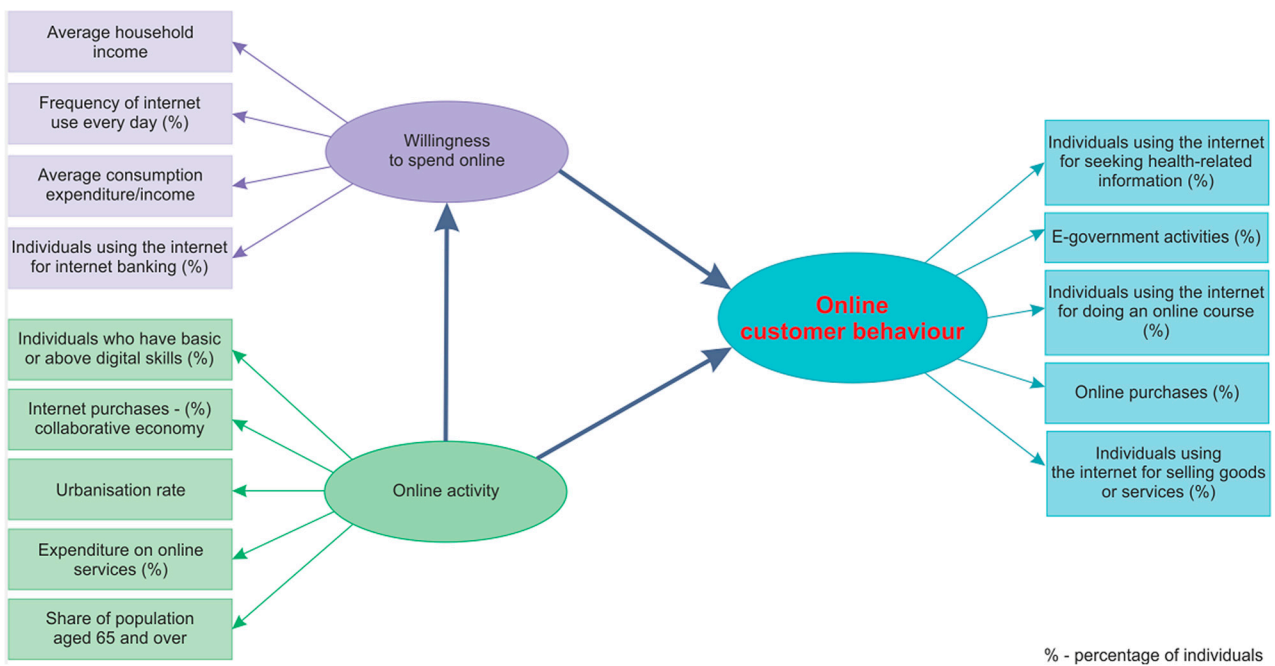 Average household
income
Frequency of internet
use every day (%)
Average consumption
expenditure/income
Individuals using the internet
for internet banking (%)
Willingness
to spend online
Individuals who have basic
or above digital skills (%)
Internet purchases - (%)
collaborative economy
Urbanisation rate
Expenditure on online
services (%)
Share of population
aged 65 and over
Online activity
Online
customer behaviour
Individuals using the internet
for seeking health-related
information (%)
E-government activities (%)
Individuals using the internet
for doing an online course
(%)
Online purchases (%)
Individuals using
the internet for selling goods
or services (%)
% - percentage of individuals